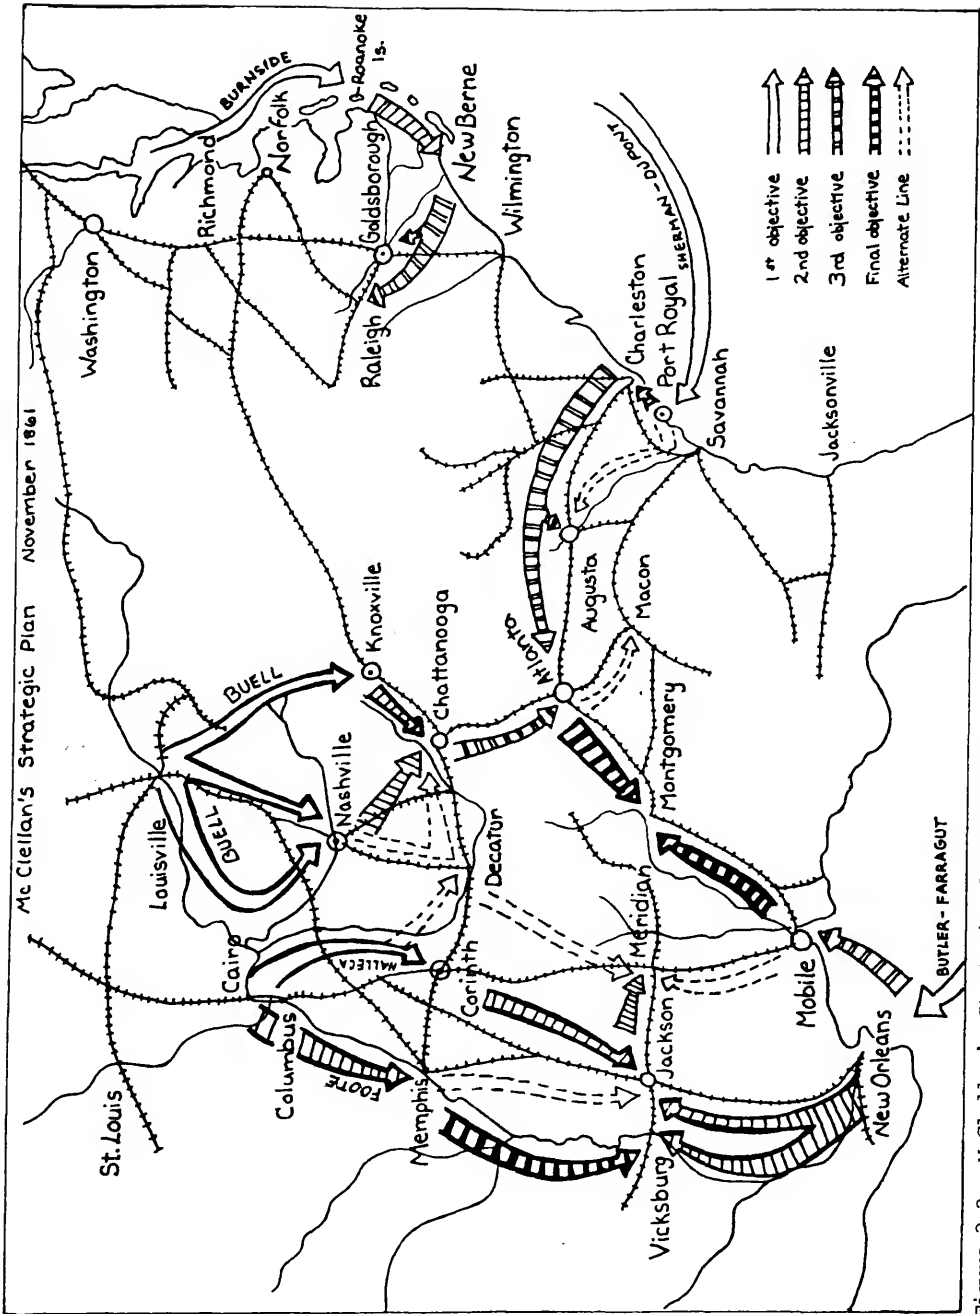 Mc Clellan's Strategic Plan November 1861
BURNSIDE
Roanoke
Is.
Norfolk
Richmond
Washington
Goldsborough
New Berne
Raleigh
Wilmington
SHERMAN-DUPONT
Charleston
Port Royal
Savannah
Jacksonville
Augusta
Macon
Atlanta
Knoxville
Chattanooga
BUELL
Louisville
BUELL
Nashville
Decatur
Montgomery
Cairo
HALLECK
Corinth
Meridian
Mobile
BUTLER-FARRAGUT
St. Louis
Columbus
FOOTE
Memphis
Jackson
Vicksburg
New Orleans
1st objective
2nd objective
3rd objective
Final objective
Alternate Line